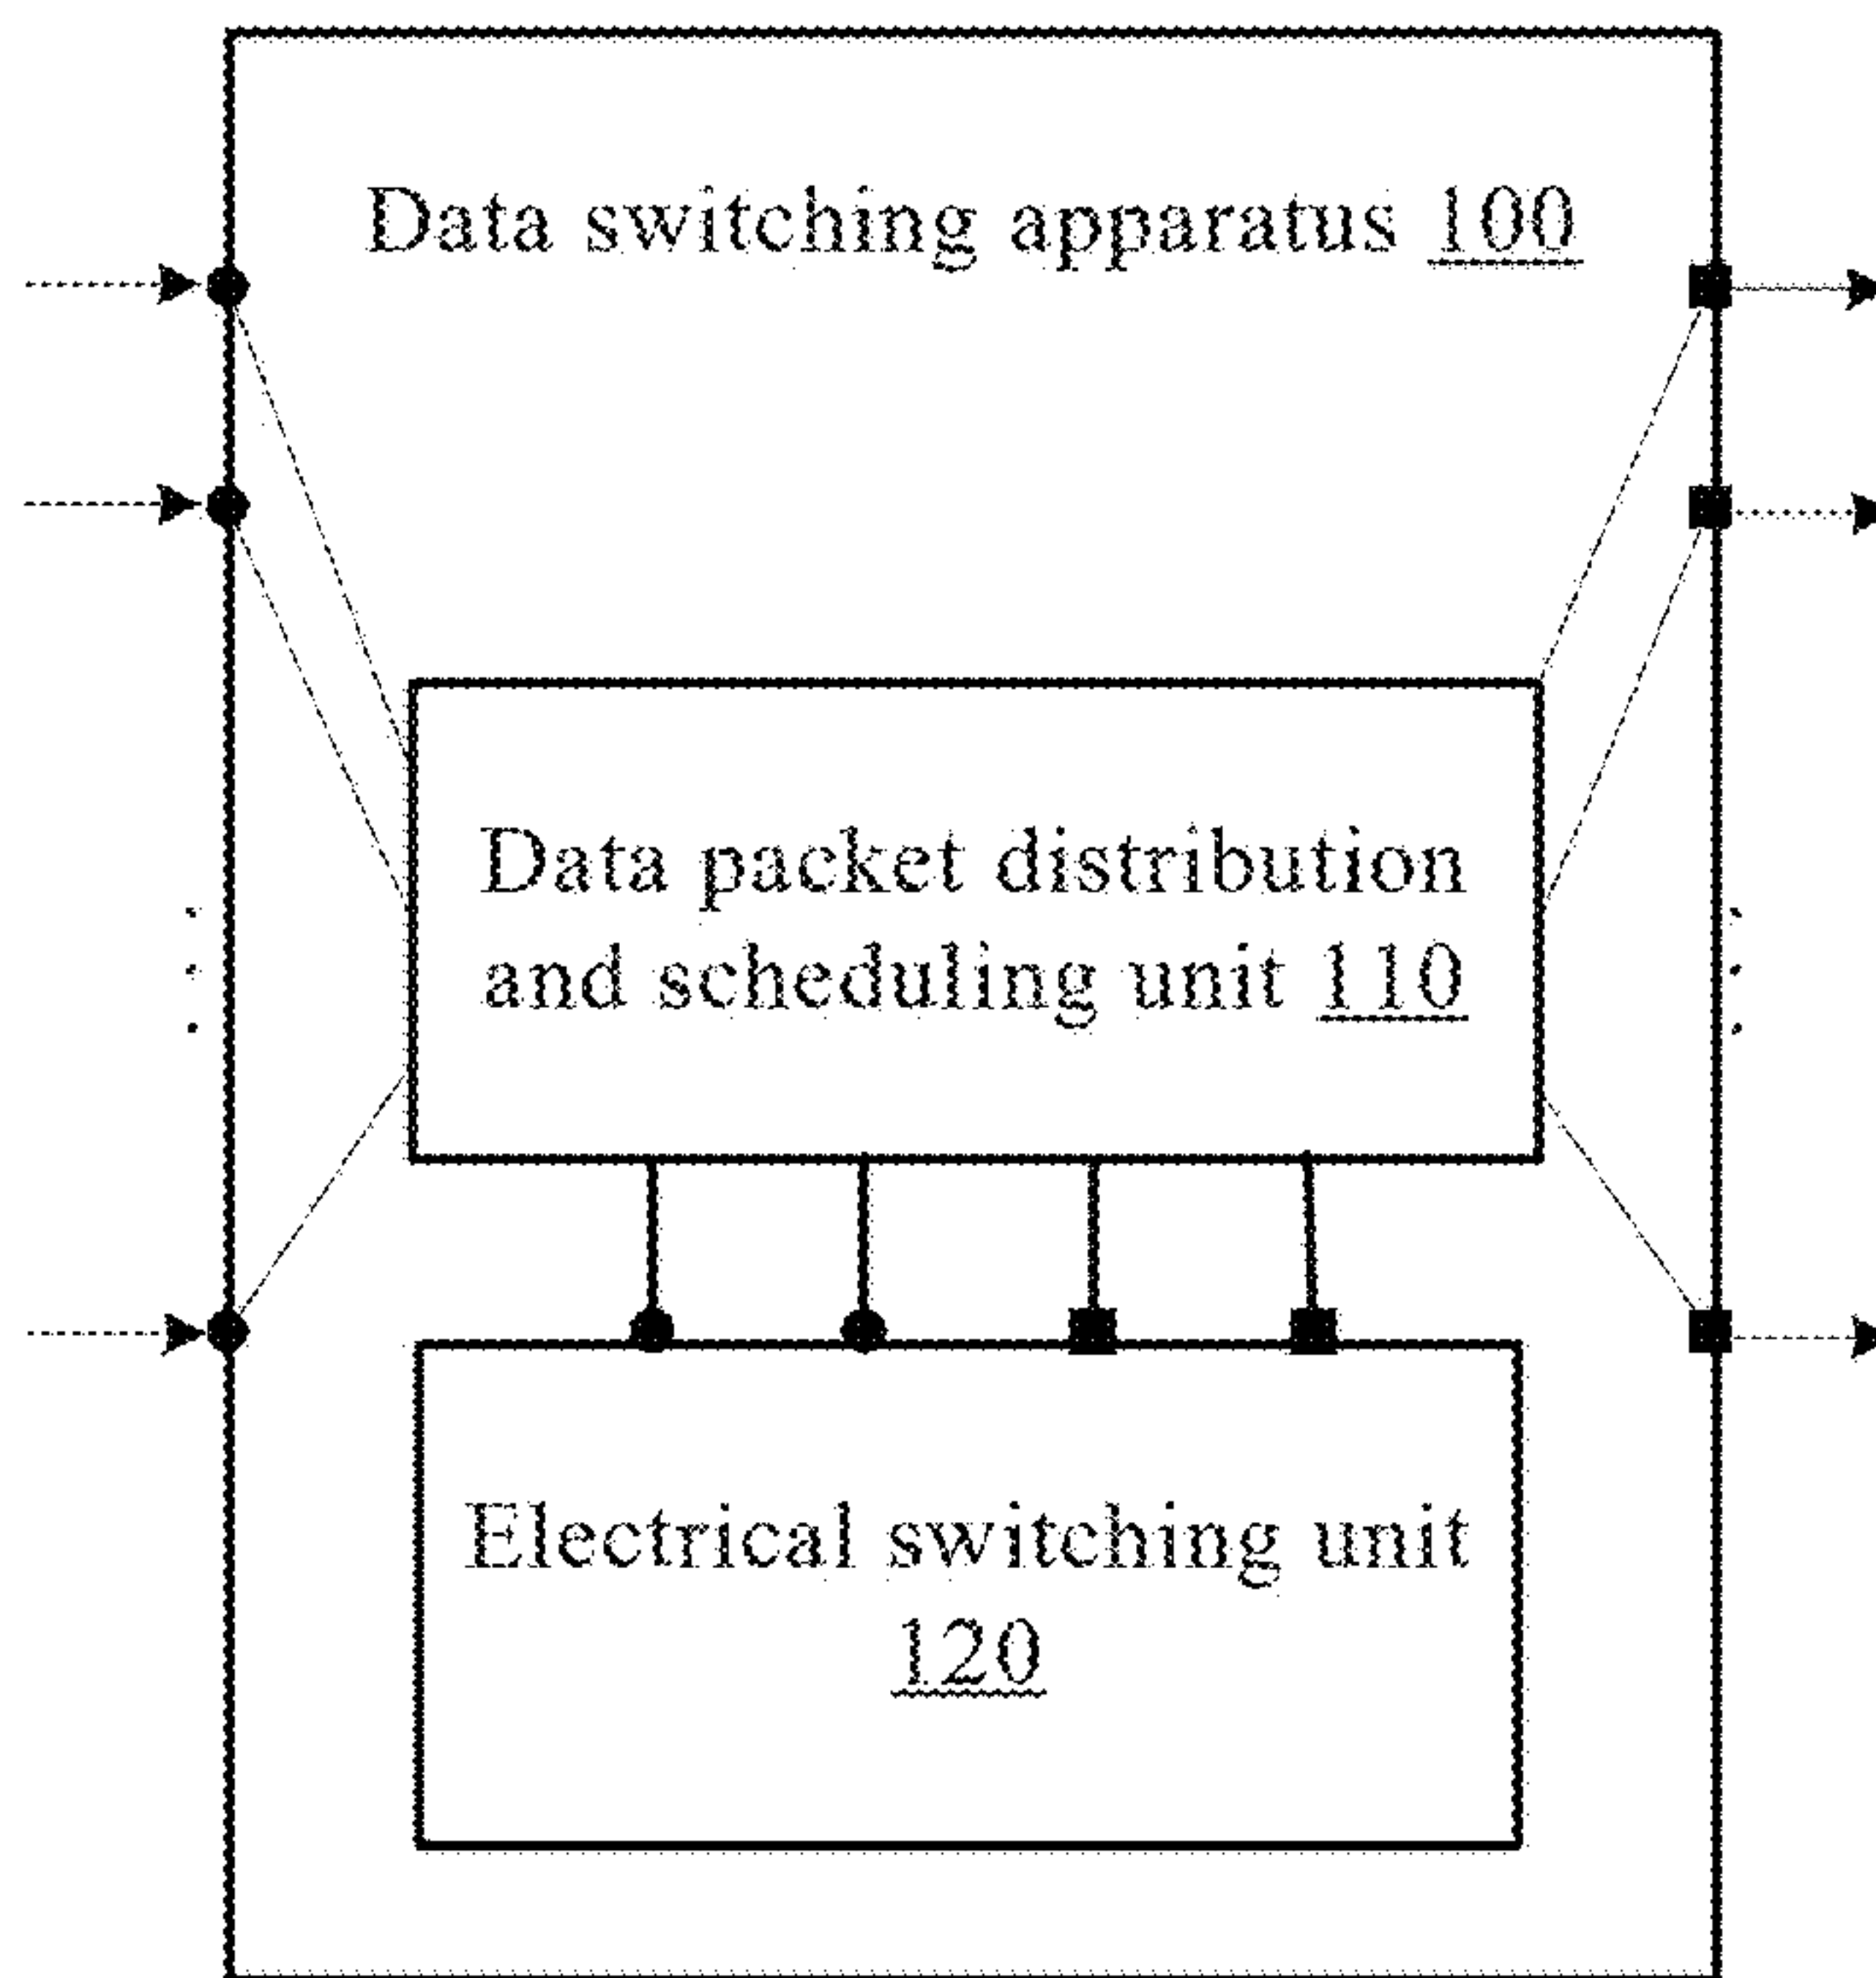 Data switching apparatus 100
Data packet distribution
and scheduling unit 110
Electrical switching unit
120